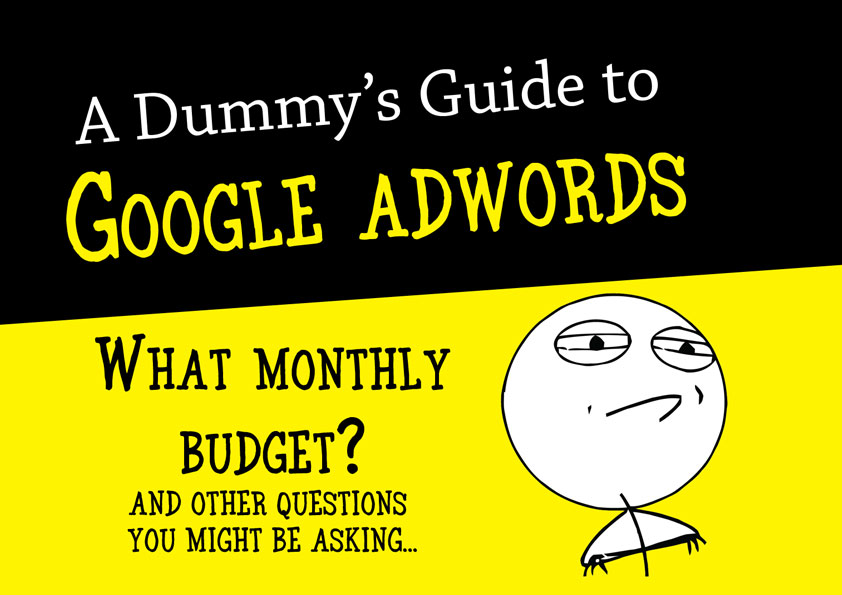 A Dummy’s Guide to
Google adwords
What monthly
budget?
and other questions
you might be asking...